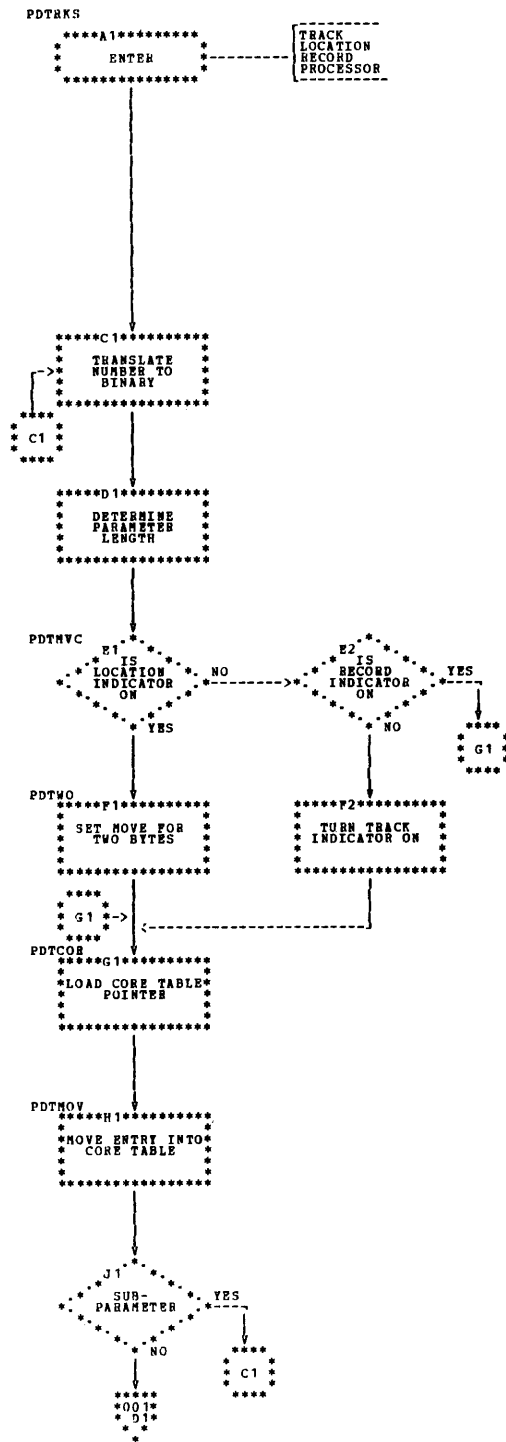 PDTRKS
A1
ENTER
TRACK
LOCATION
RECORD
PROCESSOR
C1
TRANSLATE
NUMBER TO
BINARY
C1
D1
DETERMINE
PARAMETER
LENGTH
PDTMVC
E1
IS
LOCATION
INDICATOR
ON
NO
YES
E2
IS
RECORD
INDICATOR
ON
YES
NO
G1
PDTWO
F1
SET MOVE FOR
TWO BYTES
F2
TURN TRACK
INDICATOR ON
G1
PDTCOR
G1
LOAD CORE TABLE
POINTER
PDTMOV
H1
MOVE ENTRY INTO
CORE TABLE
J1
SUB-
PARAMETER
YES
NO
C1
001
D1